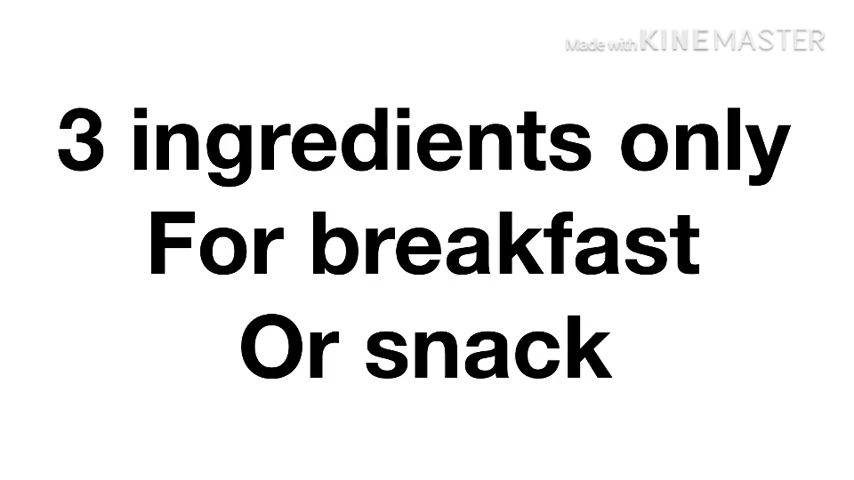 Made with KINEMASTER
3 ingredients only
For breakfast
Or snack